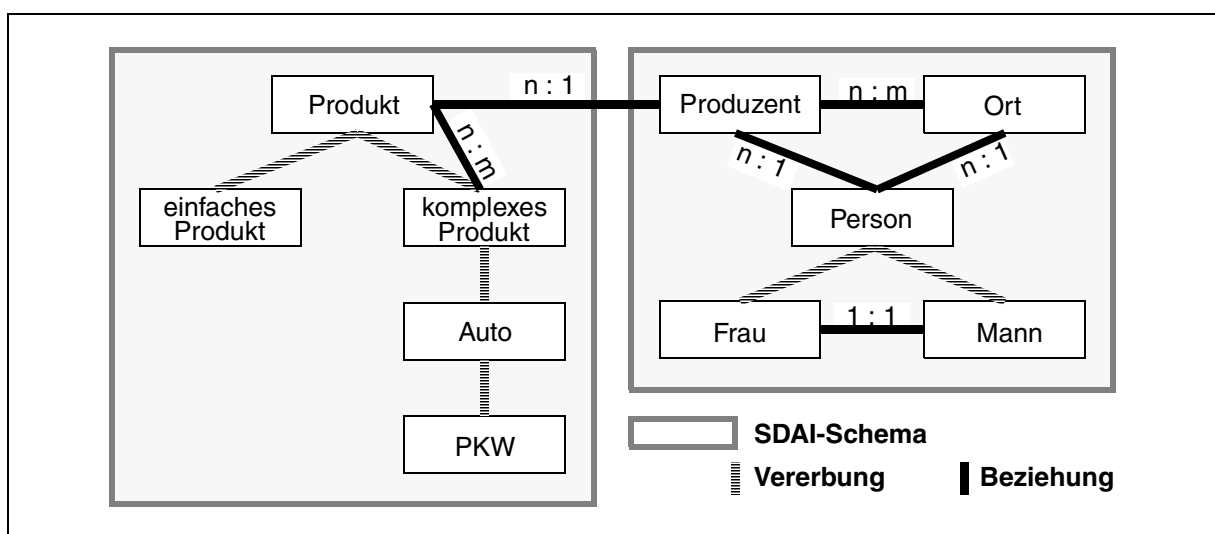 n : 1
Produkt
Produzent
n : m
Ort
n : m
n : 1
n : 1
einfaches
Produkt
komplexes
Produkt
Person
Auto
Frau
1 : 1
Mann
PKW
SDAI-Schema
Vererbung
Beziehung